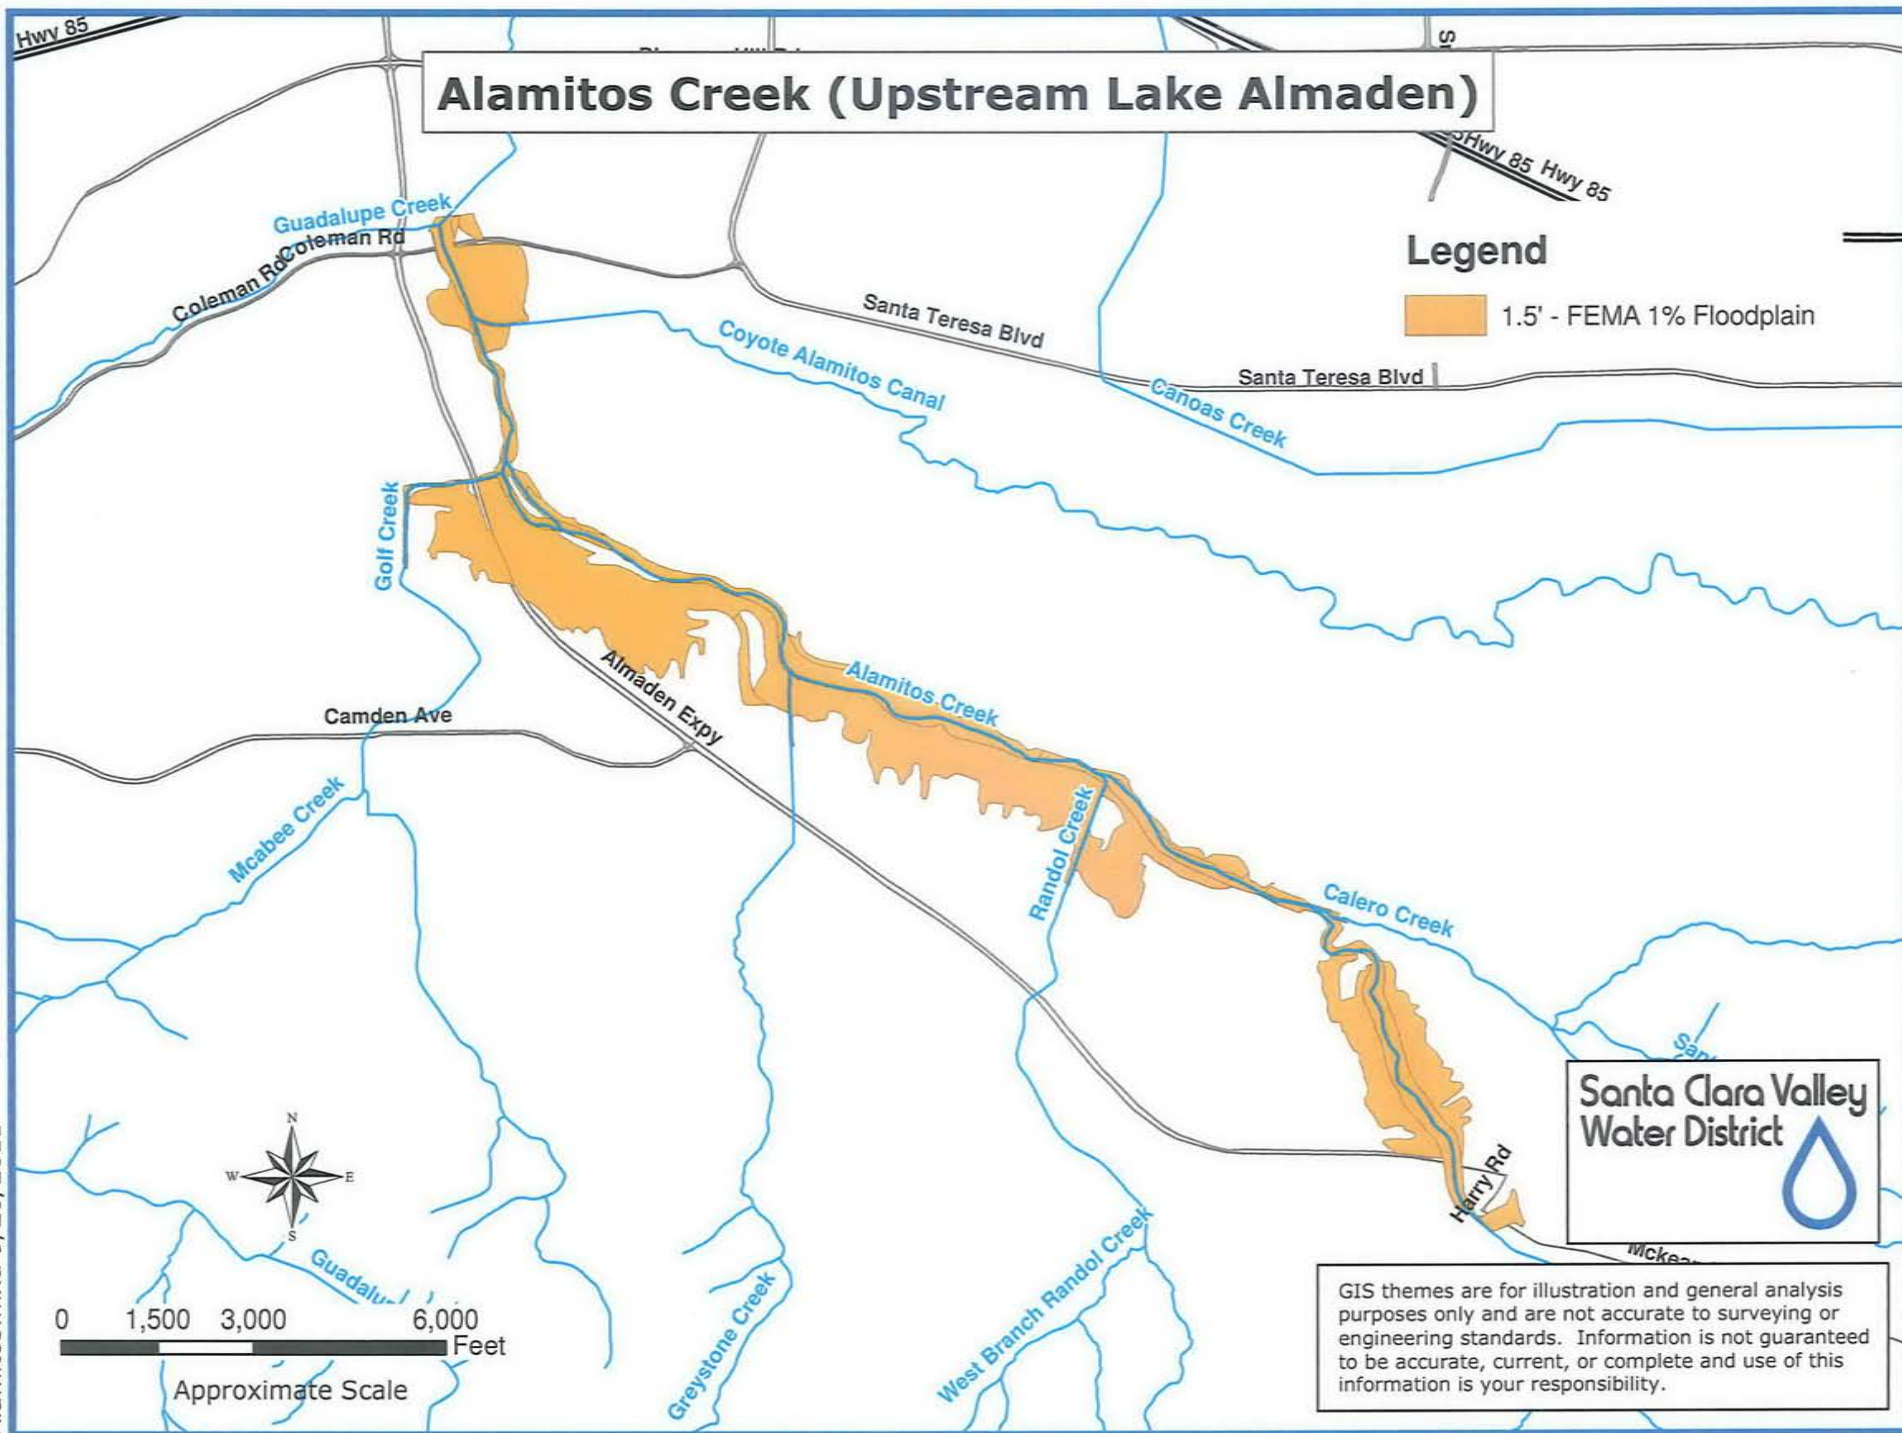 Hwy 85
Alamitos Creek (Upstream Lake Almaden)
Hwy 85
Hwy 85
Guadalupe Creek
Coleman Rd
Coleman Rd
Legend
1.5' - FEMA 1% Floodplain
Santa Teresa Blvd
Santa Teresa Blvd
Coyote Alamitos Canal
Canoas Creek
Golf Creek
Almaden Expy
Alamitos Creek
Camden Ave
Mcabee Creek
Randol Creek
Calero Creek
Santa Clara Valley
Water District
Harry Rd
N
W
E
S
West Branch Randol Creek
Greystone Creek
0
1,500
3,000
6,000
Feet
Approximate Scale
GIS themes are for illustration and general analysis
purposes only and are not accurate to surveying or
engineering standards. Information is not guaranteed
to be accurate, current, or complete and use of this
information is your responsibility.